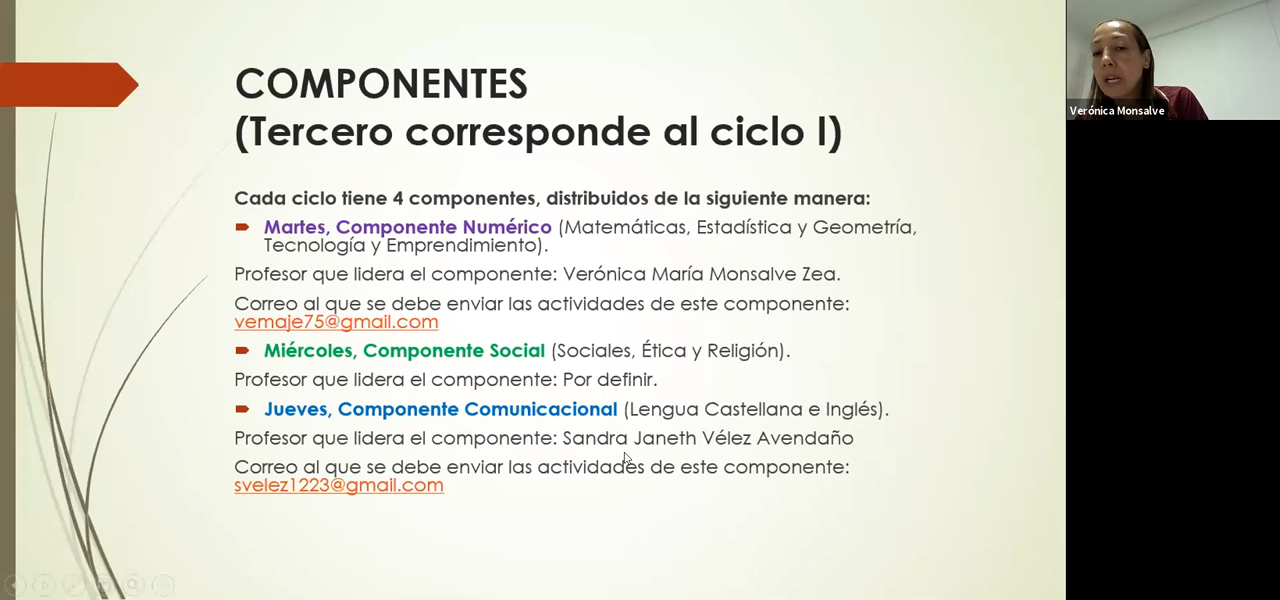 COMPONENTES
(Tercero corresponde al ciclo I)
Cada ciclo tiene 4 componentes, distribuidos de la siguiente manera:
Martes, Componente Numérico (Matemáticas, Estadística y Geometría,
Tecnología y Emprendimiento).
Profesor que lidera el componente: Verónica María Monsalve Zea.
Correo al que se debe enviar las actividades de este componente:
vemaje75@gmail.com
Miércoles, Componente Social (Sociales, Ética y Religión).
Profesor que lidera el componente: Por definir.
Jueves, Componente Comunicacional (Lengua Castellana e Inglés).
Profesor que lidera el componente: Sandra Janeth Vélez Avendaño
Correo al que se debe enviar las actividades de este componente:
svelez1223@gmail.com
Verónica Monsalve